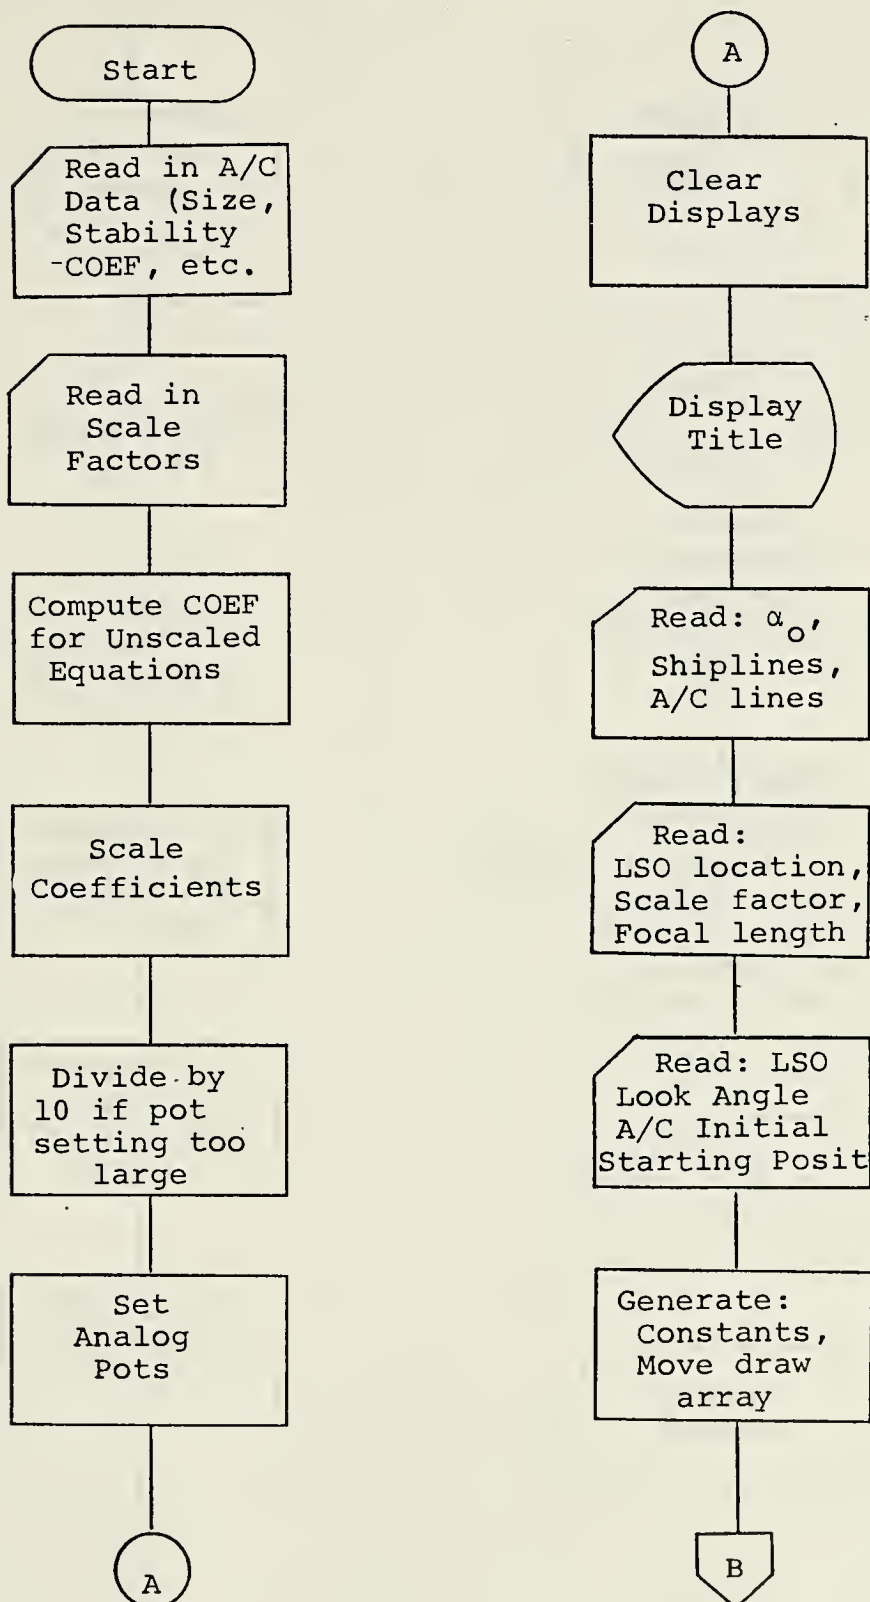 Start
Read in A/C
Data (Size,
Stability
-COEF, etc.
Read in
Scale
Factors
Compute COEF
for Unscaled
Equations
Scale
Coefficients
Divide by
10 if pot
setting too
large
Set
Analog
Pots
A
A
Clear
Displays
Display
Title
Read: αo,
Shiplines,
A/C lines
Read:
LSO location,
Scale factor,
Focal length
Read: LSO
Look Angle
A/C Initial
Starting Posit
Generate:
Constants,
Move draw
array
B